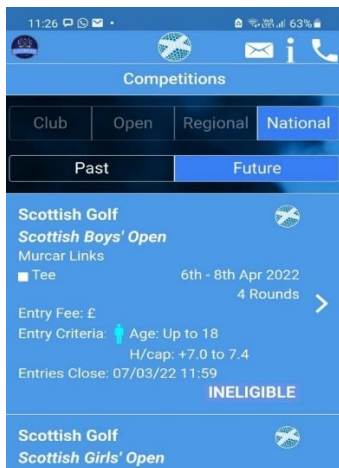 11:26
63%
Competitions
Club Open Regional National
Past Future
Scottish Golf
Scottish Boys' Open
Murcar Links
Tee 6th - 8th Apr 2022
4 Rounds
Entry Fee: £
Entry Criteria: Age: Up to 18
H/cap: +7.0 to 7.4
Entries Close: 07/03/22 11:59
INELIGIBLE
Scottish Golf
Scottish Girls' Open